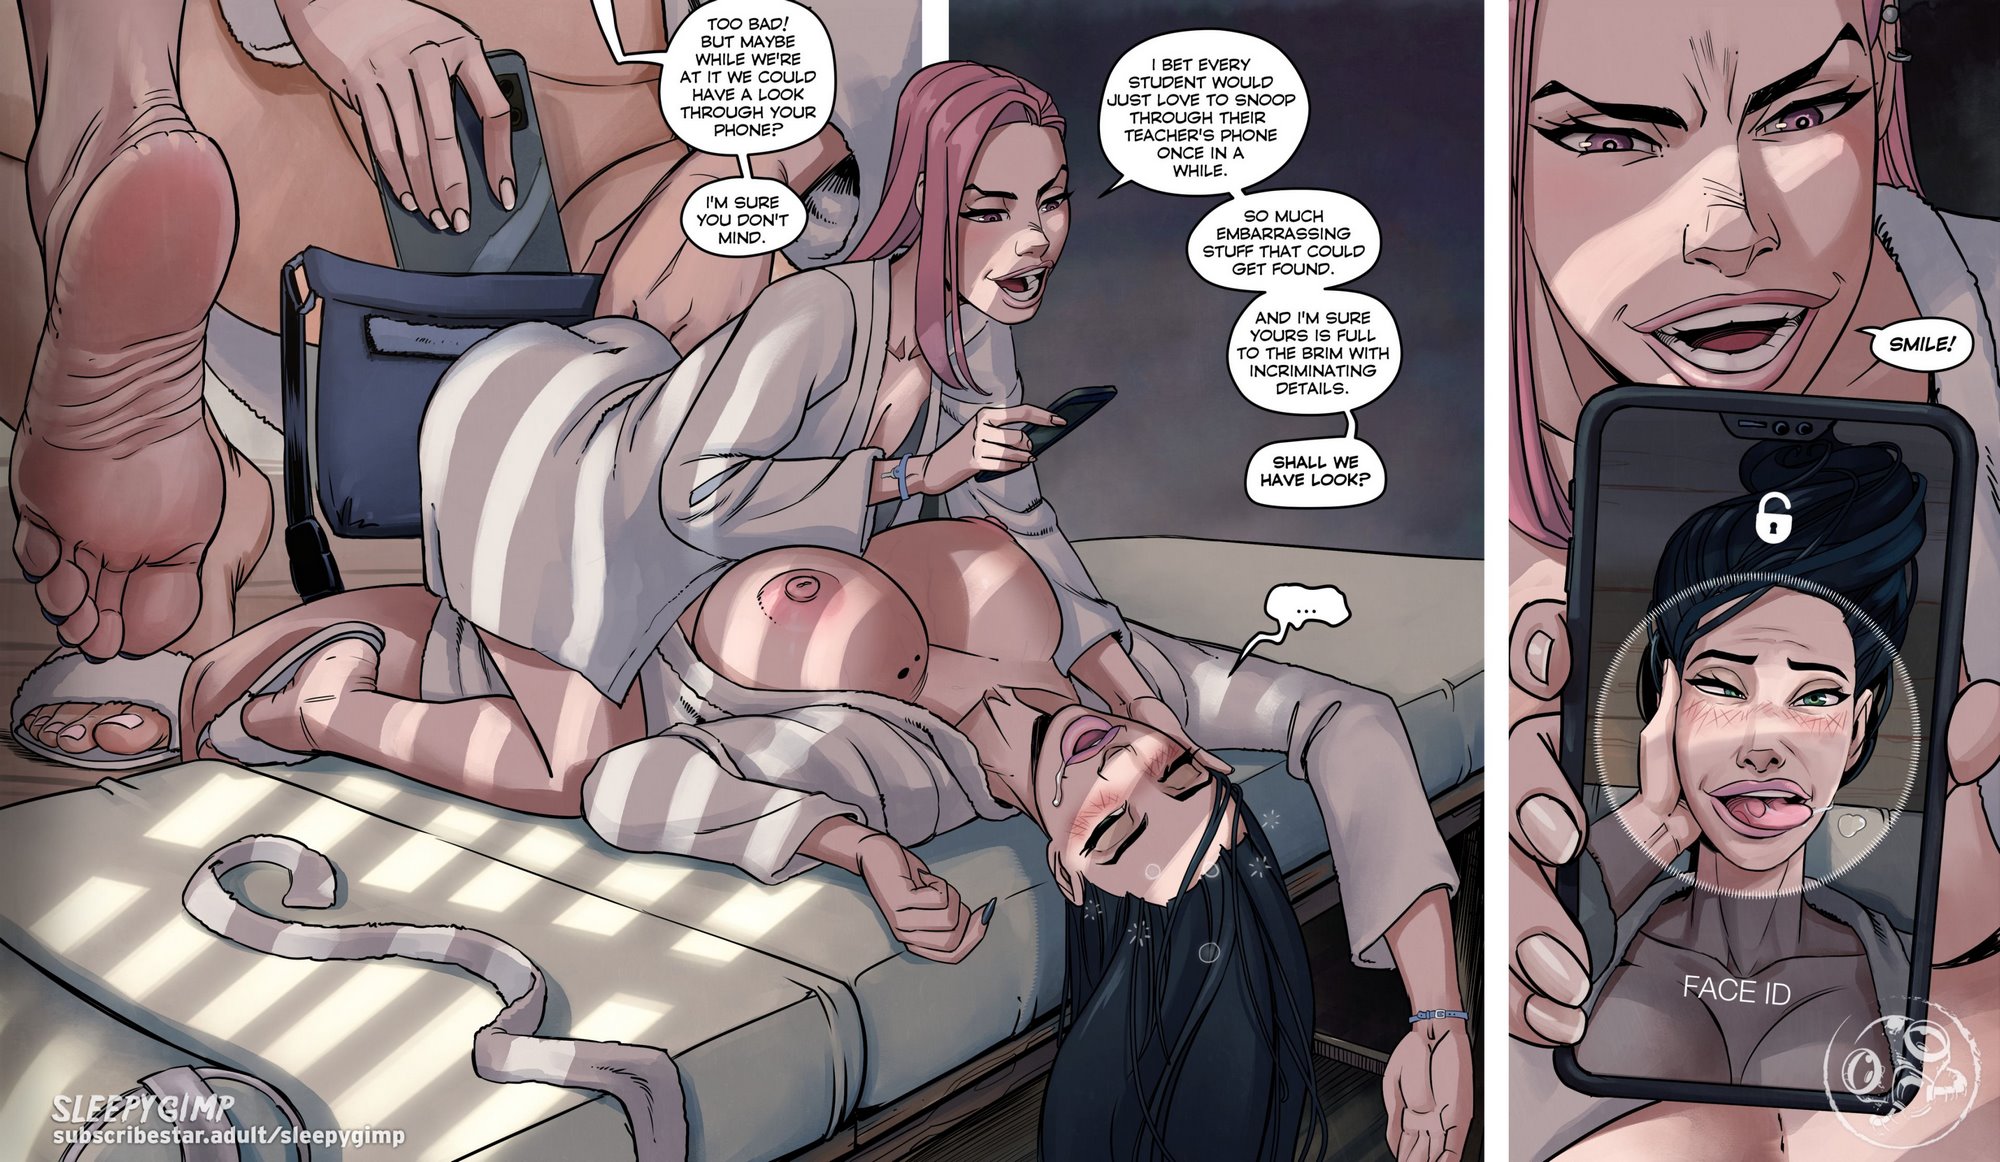 TOO BAD!
BUT MAYBE
WHILE WE'RE
AT IT WE COULD
HAVE A LOOK
THROUGH YOUR
PHONE?
I'M SURE
YOU DON'T
MIND.
I BET EVERY
STUDENT WOULD
JUST LOVE TO SNOOP
THROUGH THEIR
TEACHER'S PHONE
ONCE IN A
WHILE.
SO MUCH
EMBARRASSING
STUFF THAT COULD
GET FOUND.
AND I'M SURE
YOURS IS FULL
TO THE BRIM WITH
INCRIMINATING
DETAILS.
SHALL WE
HAVE LOOK?
...
SMILE!
FACE ID
SLEEPYGIMP
subscribestar.adult/sleepygimp